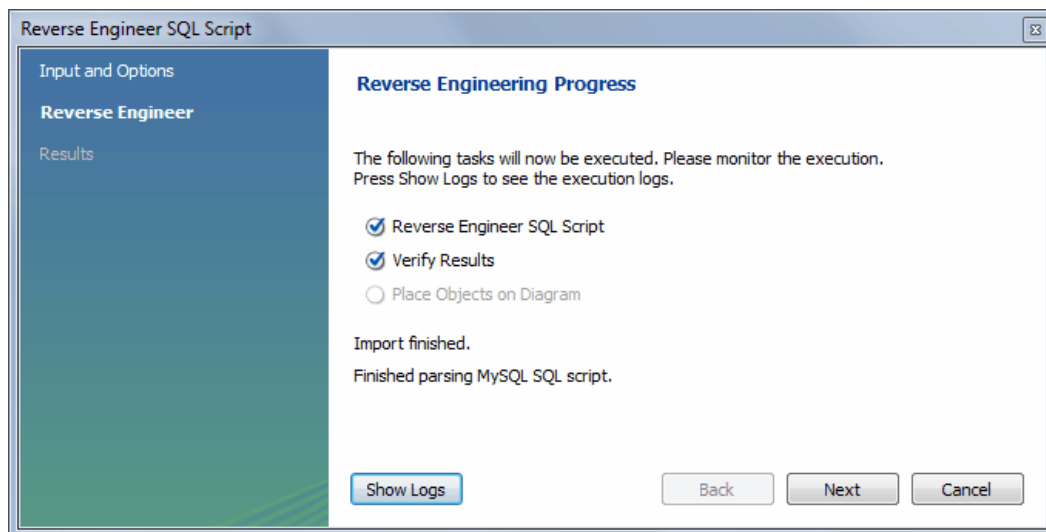 Reverse Engineer SQL Script
Input and Options
Reverse Engineer
Results
Reverse Engineering Progress
The following tasks will now be executed. Please monitor the execution.
Press Show Logs to see the execution logs.
Reverse Engineer SQL Script
Verify Results
Place Objects on Diagram
Import finished.
Finished parsing MySQL SQL script.
Show Logs
Back
Next
Cancel